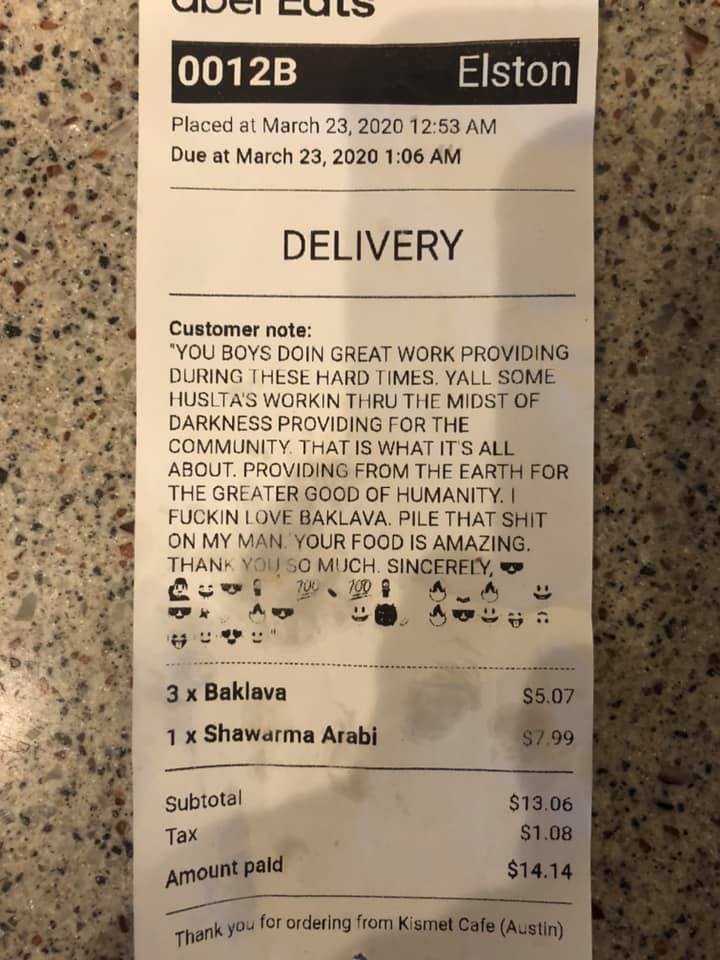 uber Eats
0012B Elston
Placed at March 23, 2020 12:53 AM
Due at March 23, 2020 1:06 AM
DELIVERY
Customer note:
"YOU BOYS DOIN GREAT WORK PROVIDING
DURING THESE HARD TIMES. YALL SOME
HUSLTA'S WORKIN THRU THE MIDST OF
DARKNESS PROVIDING FOR THE
COMMUNITY. THAT IS WHAT IT'S ALL
ABOUT. PROVIDING FROM THE EARTH FOR
THE GREATER GOOD OF HUMANITY. I
FUCKIN LOVE BAKLAVA. PILE THAT SHIT
ON MY MAN. YOUR FOOD IS AMAZING.
THANK YOU SO MUCH. SINCERELY, 
100 100
"
3 x Baklava $5.07
1 x Shawarma Arabi $7.99
Subtotal $13.06
Tax $1.08
Amount paid $14.14
Thank you for ordering from Kismet Cafe (Austin)